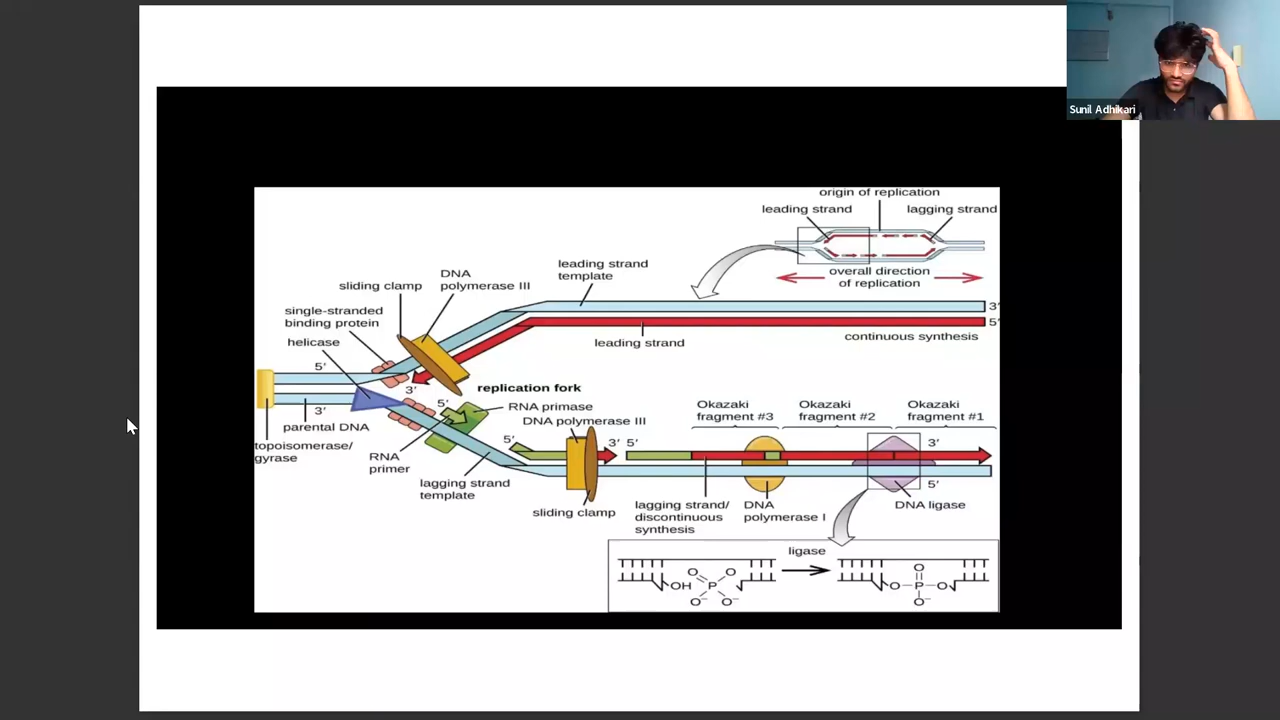 Sunil Adhikari
origin of replication
leading strand
lagging strand
overall direction
of replication
DNA
polymerase III
sliding clamp
leading strand
template
single-stranded
binding protein
helicase
5′
3′
3′
5′
leading strand
continuous synthesis
3′
parental DNA
topoisomerase/
gyrase
replication fork
5′
RNA primase
DNA polymerase III
RNA
primer
lagging strand
template
5′
3′
5′
sliding clamp
Okazaki
fragment #3
Okazaki
fragment #2
Okazaki
fragment #1
3′
5′
lagging strand/
discontinuous
synthesis
DNA
polymerase I
DNA ligase
ligase
OH
O
O
P
O⁻
O⁻
O
O–P–O
O⁻